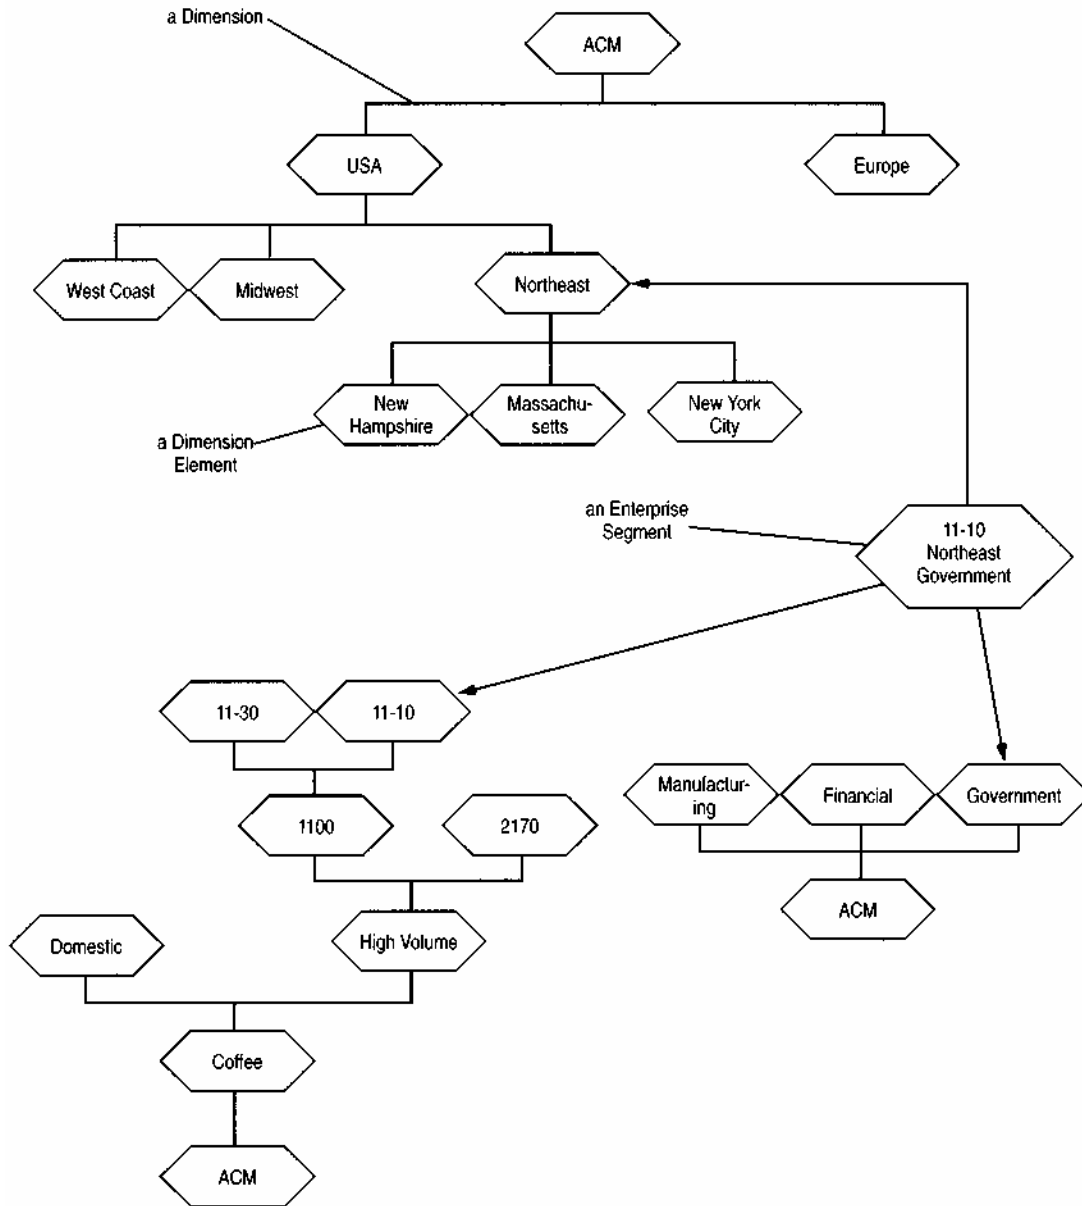 a Dimension
ACM
USA
Europe
West Coast
Midwest
Northeast
New
Hampshire
Massachu-
setts
New York
City
a Dimension
Element
an Enterprise
Segment
11-10
Northeast
Government
11-30
11-10
Manufactur-
ing
Financial
Government
1100
2170
ACM
Domestic
High Volume
Coffee
ACM